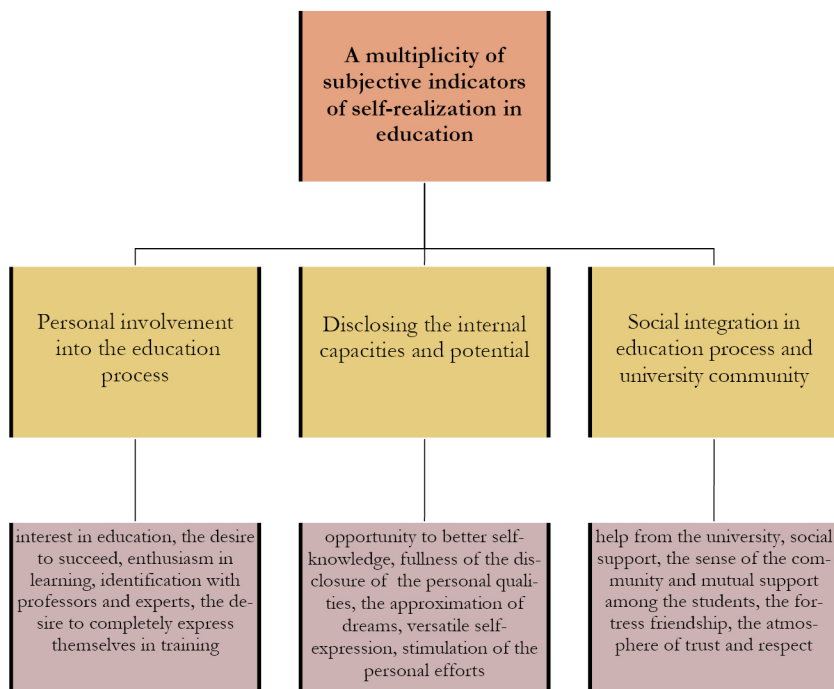 A multiplicity of
subjective indicators
of self-realization in
education
Personal involvement
into the education
process
Disclosing the internal
capacities and potential
Social integration in
education process and
university community
interest in education, the desire
to succeed, enthusiasm in
learning, identification with
professors and experts, the de-
sire to completely express
themselves in training
opportunity to better self-
knowledge, fullness of the dis-
closure of the personal quali-
ties, the approximation of
dreams, versatile self-
expression, stimulation of the
personal efforts
help from the university, social
support, the sense of the com-
munity and mutual support
among the students, the for-
tress friendship, the atmos-
phere of trust and respect